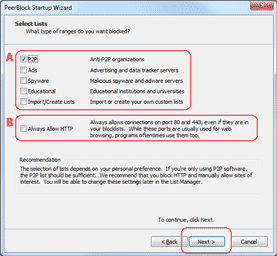 PeerBlock Startup Wizard
Select Lists
What type of ranges do you want blocked?
A
P2P Anti-P2P organizations
Ads Advertising and data tracker servers
Spyware Malicious spyware and adware servers
Educational Educational institutions and universities
Import/Create Lists Import or create your own custom lists
B
Always Allow HTTP Always allows connections on port 80 and 443, even if they are in
your blocklists. While these ports are usually used for web
browsing, programs oftentimes use them too.
Recommendation
The selection of lists depends on your personal preference. If you're only using P2P software,
the P2P list should be sufficient. We recommend that you block HTTP and manually allow sites of
interest. You will be able to change these settings later in the List Manager.
To continue, click Next.
< Back Next > Cancel